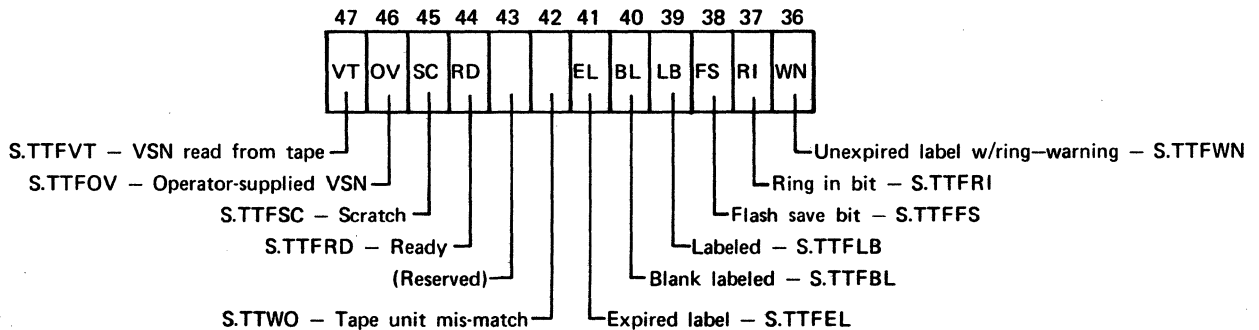 47 46 45 44 43 42 41 40 39 38 37 36
VT OV SC RD EL BL LB FS RI WN
S.TTFVT — VSN read from tape
Unexpired label w/ring—warning — S.TTFWN
S.TTFOV — Operator-supplied VSN
Ring in bit — S.TTFRI
S.TTFSC — Scratch
Flash save bit — S.TTFFS
S.TTFRD — Ready
Labeled — S.TTFLB
(Reserved)
Blank labeled — S.TTFBL
S.TTWO — Tape unit mis-match
Expired label — S.TTFEL